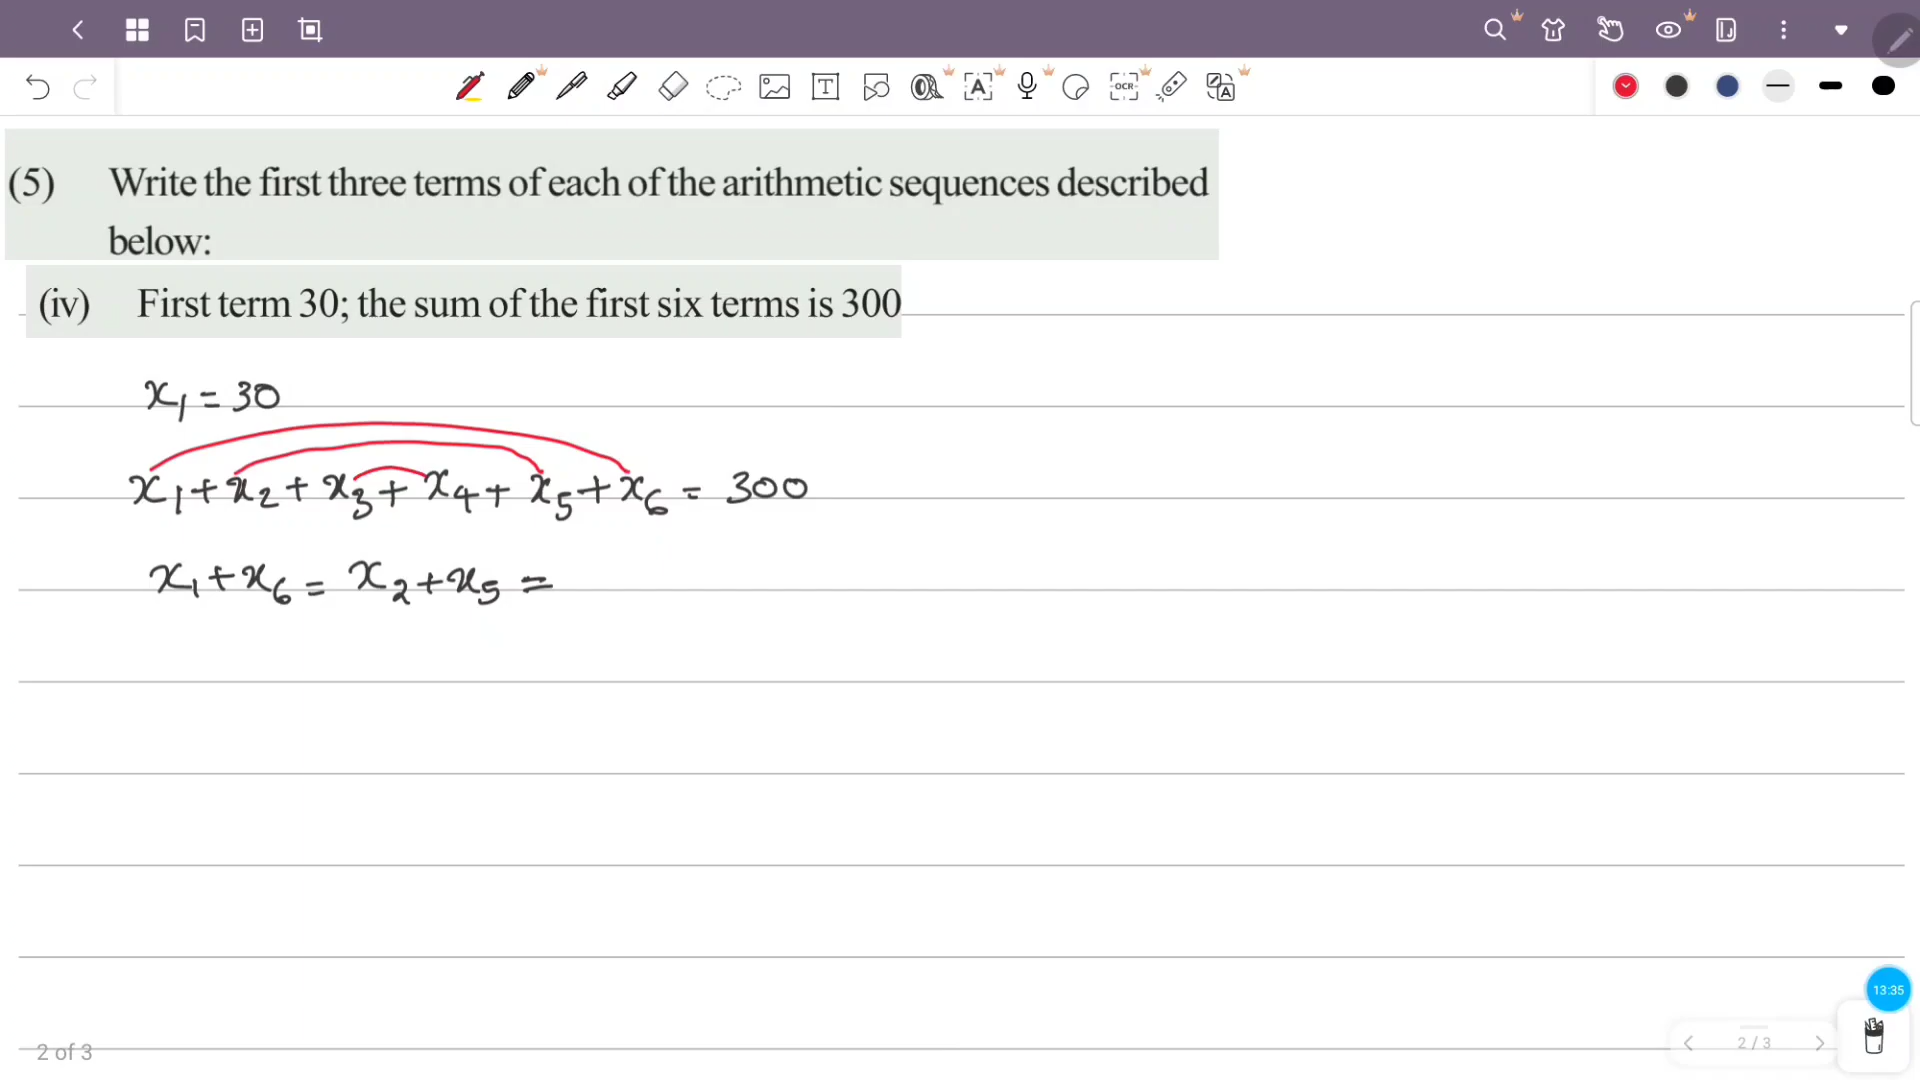 (5) Write the first three terms of each of the arithmetic sequences described
below:
(iv) First term 30; the sum of the first six terms is 300
x₁ = 30
x₁ + x₂ + x₃ + x₄ + x₅ + x₆ = 300
x₁ + x₆ = x₂ + x₅ =
13:35
2 of 3
2 / 3